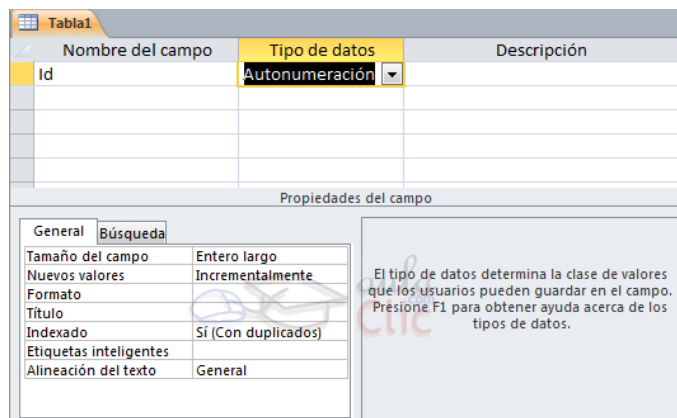 Tabla1
Nombre del campo Tipo de datos Descripción
Id Autonumeración
Propiedades del campo
General Búsqueda
Tamaño del campo Entero largo
Nuevos valores Incrementalmente
Formato
Título
Indexado Sí (Con duplicados)
Etiquetas inteligentes
Alineación del texto General
El tipo de datos determina la clase de valores
que los usuarios pueden guardar en el campo.
Presione F1 para obtener ayuda acerca de los
tipos de datos.
aula
Clic
.com